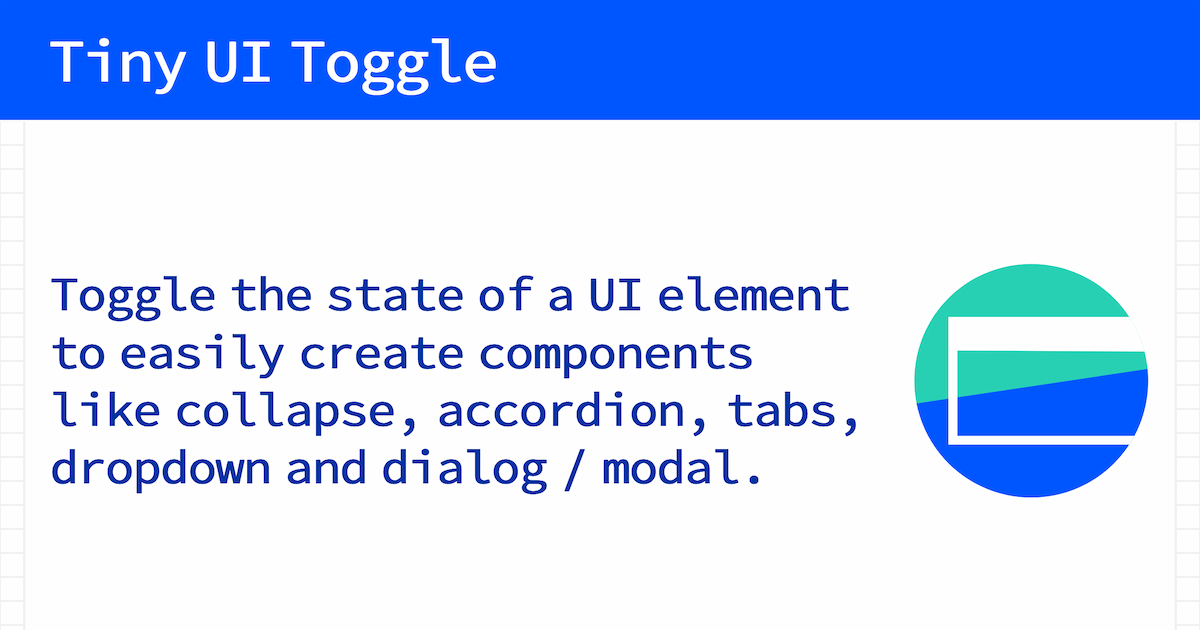 Tiny UI Toggle
Toggle the state of a UI element
to easily create components
like collapse, accordion, tabs,
dropdown and dialog / modal.